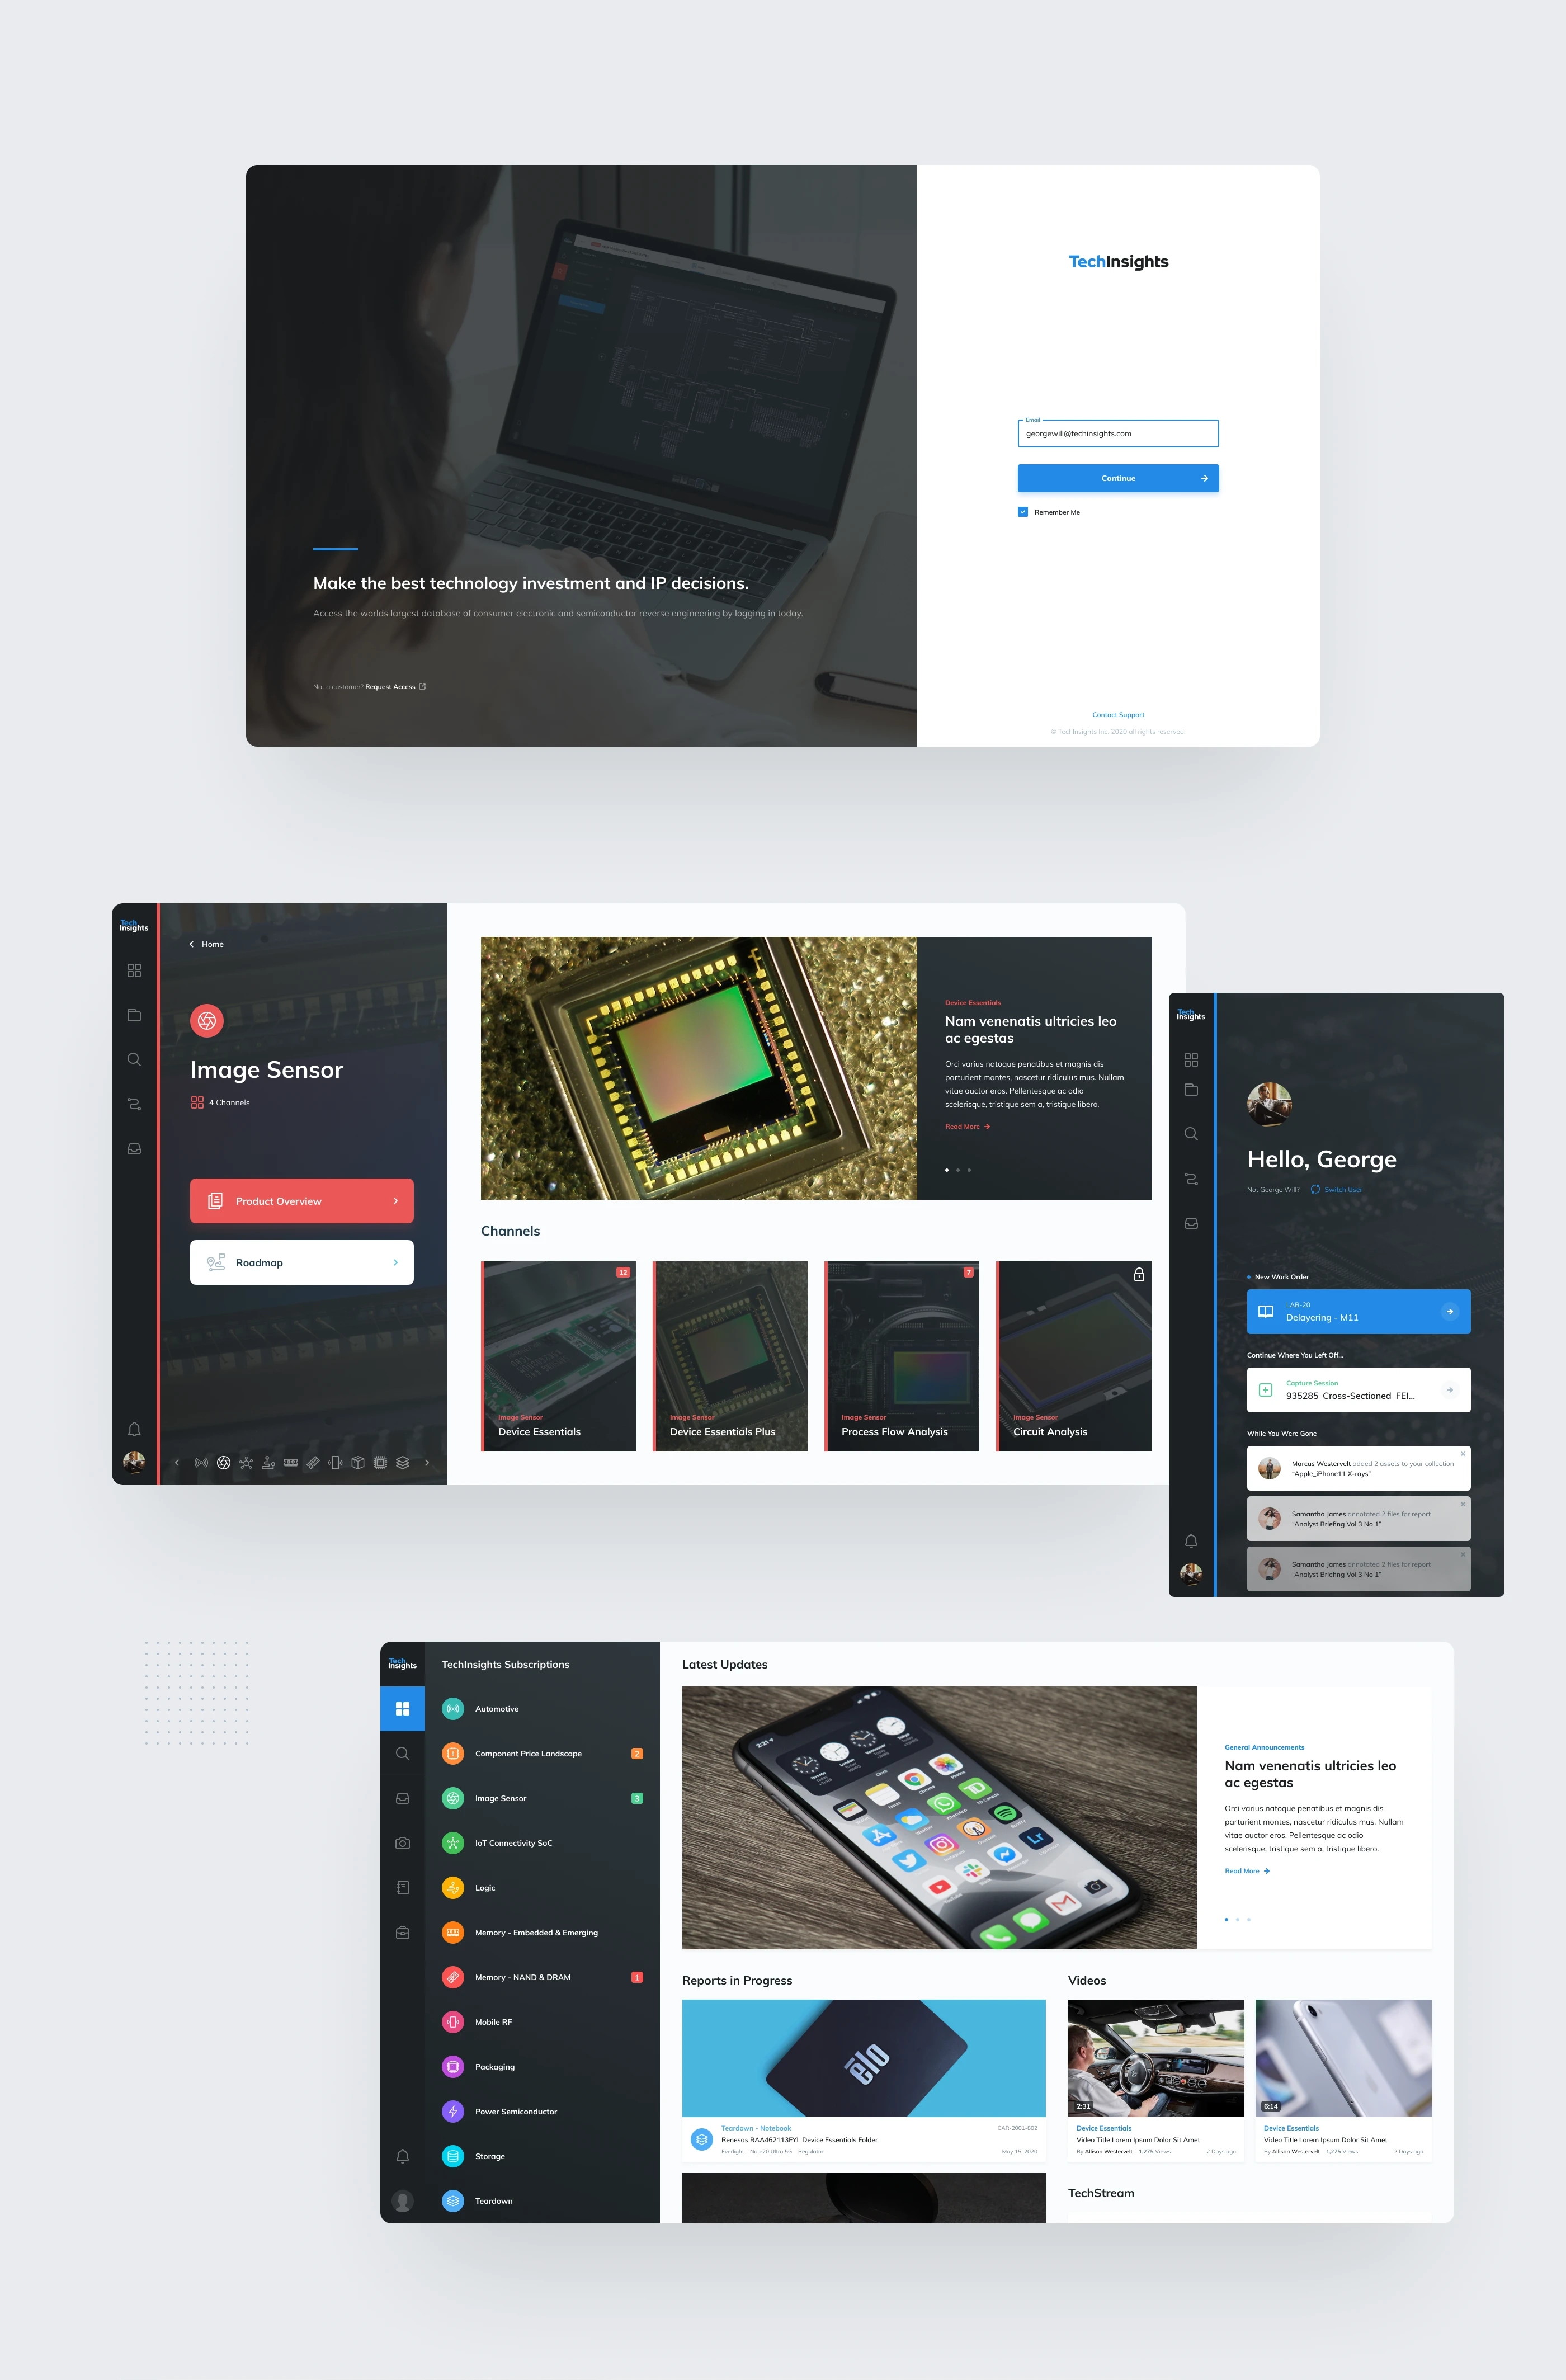 TechInsights
Email
georgewill@techinsights.com
Continue
Remember Me
Make the best technology investment and IP decisions.
Access the worlds largest database of consumer electronic and semiconductor reverse engineering by logging in today.
Not a customer? Request Access
Contact Support
© TechInsights Inc. 2020 all rights reserved.
Tech
Insights
Home
Image Sensor
4 Channels
Product Overview
Roadmap
Device Essentials
Nam venenatis ultricies leo
ac egestas
Orci varius natoque penatibus et magnis dis
parturient montes, nascetur ridiculus mus. Nullam
vitae auctor eros. Pellentesque ac odio
scelerisque, tristique sem a, tristique libero.
Read More
Channels
12
Image Sensor
Device Essentials
Image Sensor
Device Essentials Plus
7
Image Sensor
Process Flow Analysis
Image Sensor
Circuit Analysis
Tech
Insights
Hello, George
Not George Will? Switch User
New Work Order
LAB-20
Delayering - M11
Continue Where You Left Off...
Capture Session
935285_Cross-Sectioned_FEI...
While You Were Gone
Marcus Westervelt added 2 assets to your collection
“Apple_iPhone11 X-rays”
Samantha James annotated 2 files for report
“Analyst Briefing Vol 3 No 1”
Samantha James annotated 2 files for report
“Analyst Briefing Vol 3 No 1”
Tech
Insights
TechInsights Subscriptions
Automotive
Component Price Landscape 2
Image Sensor 3
IoT Connectivity SoC
Logic
Memory - Embedded & Emerging
Memory - NAND & DRAM 1
Mobile RF
Packaging
Power Semiconductor
Storage
Teardown
Latest Updates
2:21
General Announcements
Nam venenatis ultricies leo
ac egestas
Orci varius natoque penatibus et magnis dis
parturient montes, nascetur ridiculus mus. Nullam
vitae auctor eros. Pellentesque ac odio
scelerisque, tristique sem a, tristique libero.
Read More
Reports in Progress
elo
Teardown - Notebook
CAR-2001-802
Renesas RAA462113FYL Device Essentials Folder
Everlight Note20 Ultra 5G Regulator
May 15, 2020
Videos
2:31
Device Essentials
Video Title Lorem Ipsum Dolor Sit Amet
By Allison Westervelt 1,275 Views 2 Days ago
6:14
Device Essentials
Video Title Lorem Ipsum Dolor Sit Amet
By Allison Westervelt 1,275 Views 2 Days ago
TechStream